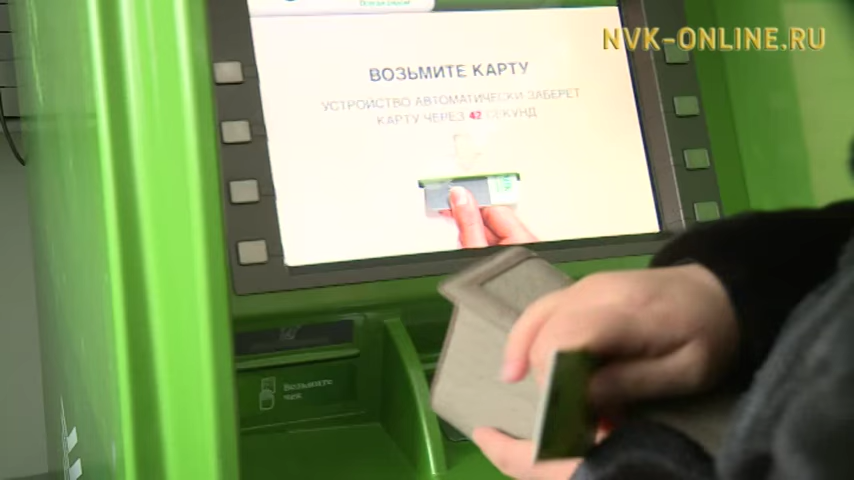 NVK-ONLINE.RU
ВОЗЬМИТЕ КАРТУ
УСТРОЙСТВО АВТОМАТИЧЕСКИ ЗАБЕРЕТ
КАРТУ ЧЕРЕЗ 42 СЕКУНД
Возьмите
чек